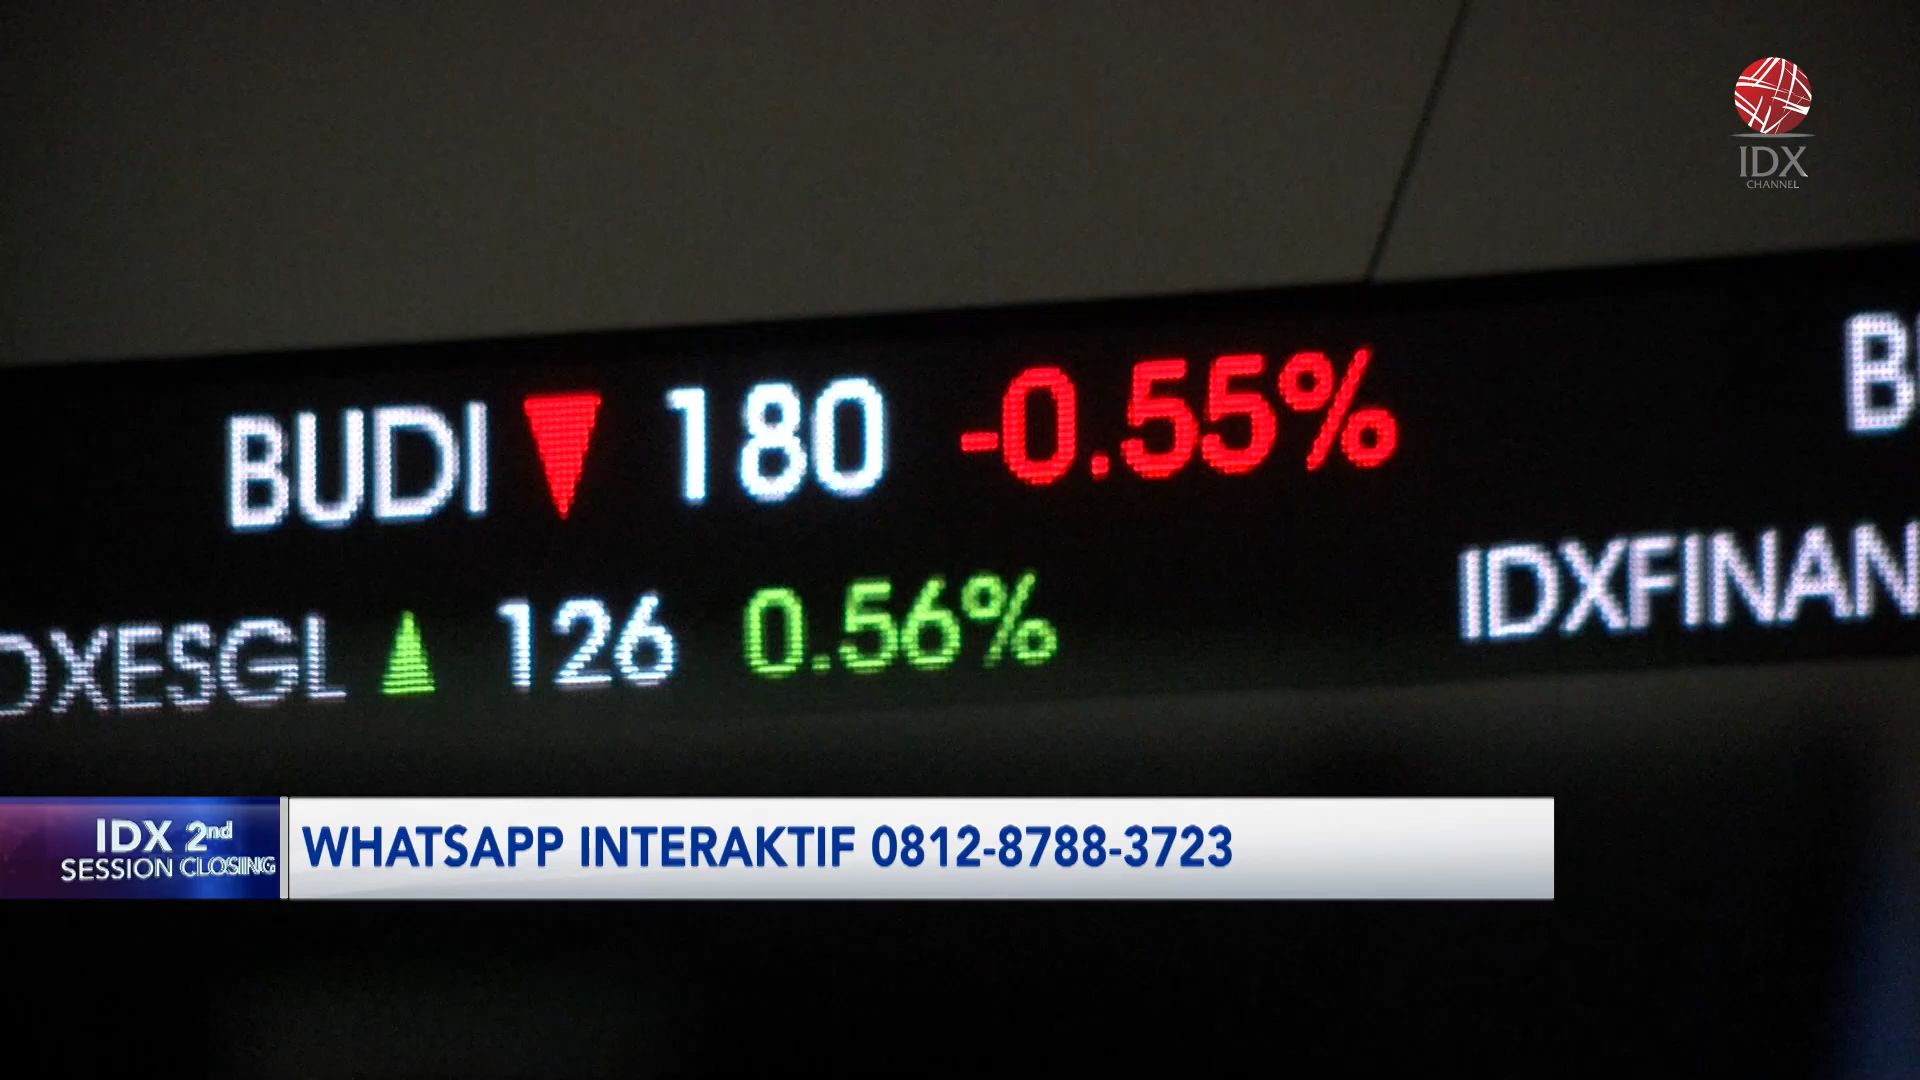 IDX
CHANNEL
BUDI ▼ 180 -0.55%
DXESGL ▲ 126 0.56%
IDXFINAN
IDX 2nd
SESSION CLOSING
WHATSAPP INTERAKTIF 0812-8788-3723